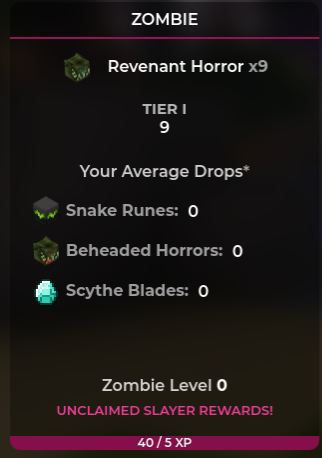 ZOMBIE
Revenant Horror x9
TIER I
9
Your Average Drops*
Snake Runes: 0
Beheaded Horrors: 0
Scythe Blades: 0
Zombie Level 0
UNCLAIMED SLAYER REWARDS!
40 / 5 XP